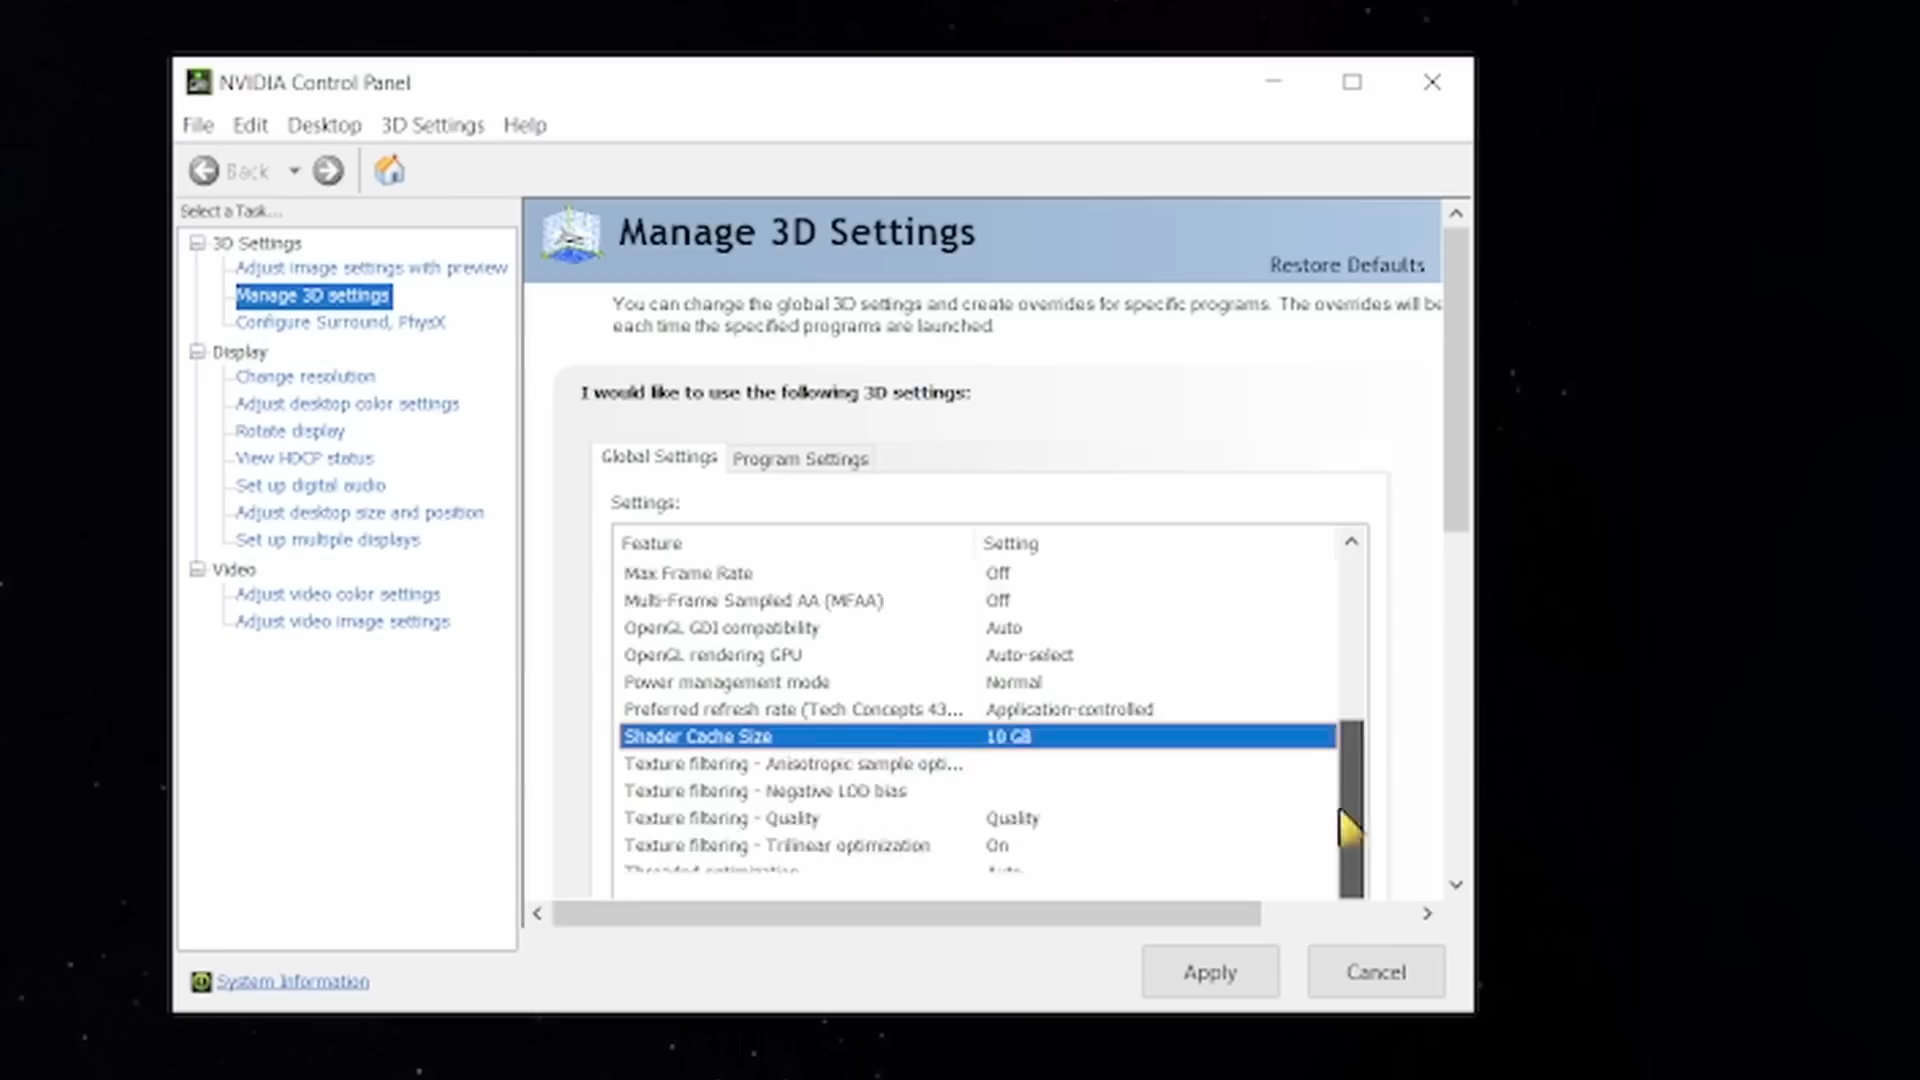 NVIDIA Control Panel
File Edit Desktop 3D Settings Help
Back
Select a Task...
3D Settings
Adjust image settings with preview
Manage 3D settings
Configure Surround, PhysX
Display
Change resolution
Adjust desktop color settings
Rotate display
View HDCP status
Set up digital audio
Adjust desktop size and position
Set up multiple displays
Video
Adjust video color settings
Adjust video image settings
System Information
Manage 3D Settings
Restore Defaults
You can change the global 3D settings and create overrides for specific programs. The overrides will be
each time the specified programs are launched.
I would like to use the following 3D settings:
Global Settings Program Settings
Settings:
Feature Setting
Max Frame Rate Off
Multi-Frame Sampled AA (MFAA) Off
OpenGL GDI compatibility Auto
OpenGL rendering GPU Auto-select
Power management mode Normal
Preferred refresh rate (Tech Concepts 43... Application-controlled
Shader Cache Size 10 GB
Texture filtering - Anisotropic sample opti...
Texture filtering - Negative LOD bias
Texture filtering - Quality Quality
Texture filtering - Trilinear optimization On
Threaded optimization Auto
Apply Cancel